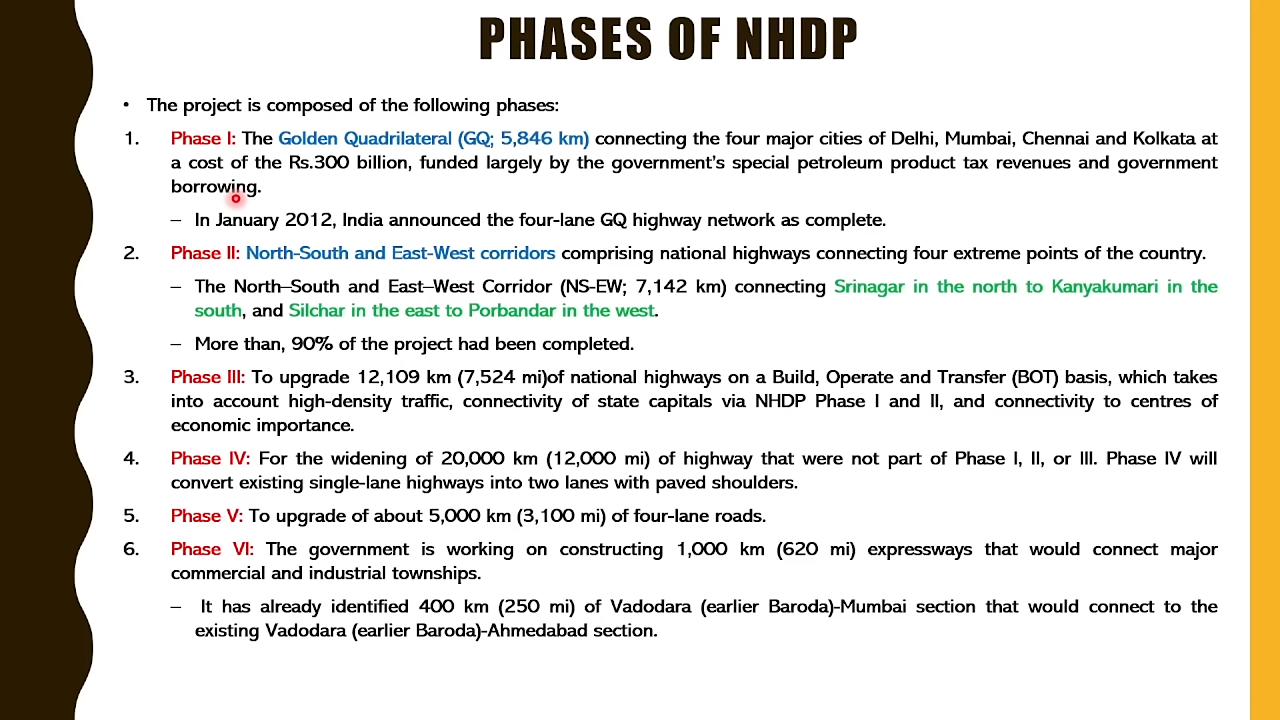 PHASES OF NHDP
• The project is composed of the following phases:
1. Phase I: The Golden Quadrilateral (GQ; 5,846 km) connecting the four major cities of Delhi, Mumbai, Chennai and Kolkata at
a cost of the Rs.300 billion, funded largely by the government's special petroleum product tax revenues and government
borrowing.
– In January 2012, India announced the four-lane GQ highway network as complete.
2. Phase II: North-South and East-West corridors comprising national highways connecting four extreme points of the country.
– The North–South and East–West Corridor (NS-EW; 7,142 km) connecting Srinagar in the north to Kanyakumari in the
south, and Silchar in the east to Porbandar in the west.
– More than, 90% of the project had been completed.
3. Phase III: To upgrade 12,109 km (7,524 mi)of national highways on a Build, Operate and Transfer (BOT) basis, which takes
into account high-density traffic, connectivity of state capitals via NHDP Phase I and II, and connectivity to centres of
economic importance.
4. Phase IV: For the widening of 20,000 km (12,000 mi) of highway that were not part of Phase I, II, or III. Phase IV will
convert existing single-lane highways into two lanes with paved shoulders.
5. Phase V: To upgrade of about 5,000 km (3,100 mi) of four-lane roads.
6. Phase VI: The government is working on constructing 1,000 km (620 mi) expressways that would connect major
commercial and industrial townships.
– It has already identified 400 km (250 mi) of Vadodara (earlier Baroda)-Mumbai section that would connect to the
existing Vadodara (earlier Baroda)-Ahmedabad section.